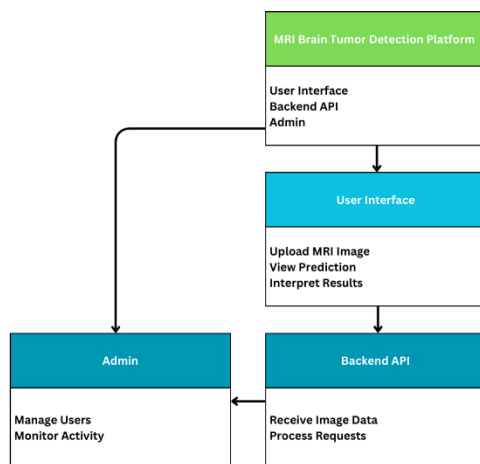 MRI Brain Tumor Detection Platform
User Interface
Backend API
Admin
User Interface
Upload MRI Image
View Prediction
Interpret Results
Admin
Manage Users
Monitor Activity
Backend API
Receive Image Data
Process Requests